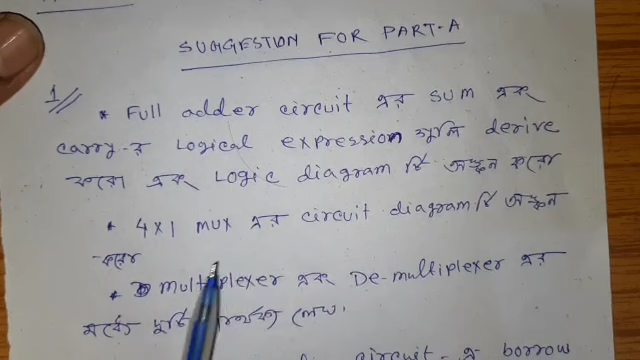 SUGGESTION FOR PART-A
1
* Full adder circuit এর SUM এবং
carry-র Logical expression গুলি derive
করো এবং Logic diagram টি অঙ্কন করো
* 4x1 MUX এর circuit diagram টি অঙ্কন
করো
* Multiplexer এবং De-multiplexer এর
মধ্যে দুটি পার্থক্য লেখ.
circuit-এ borrow